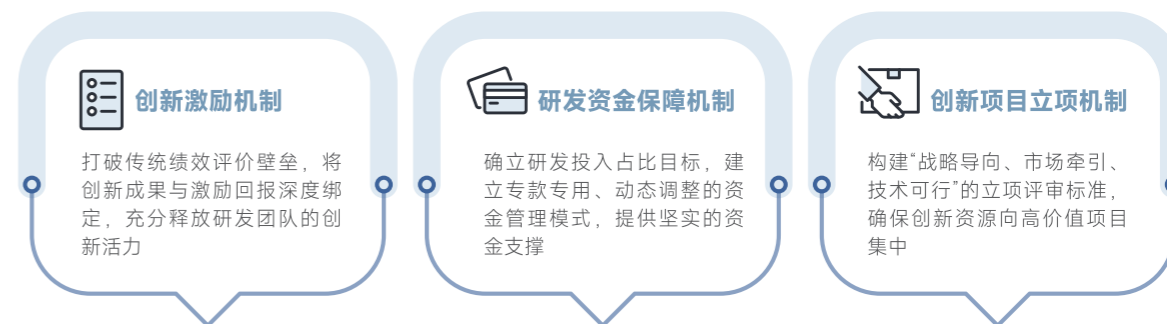 创新激励机制
打破传统绩效评价壁垒，将
创新成果与激励回报深度绑
定，充分释放研发团队的创
新活力
研发资金保障机制
确立研发投入占比目标，建
立专款专用、动态调整的资
金管理模式，提供坚实的资
金支撑
创新项目立项机制
构建“战略导向、市场牵引、
技术可行”的立项评审标准，
确保创新资源向高价值项目
集中